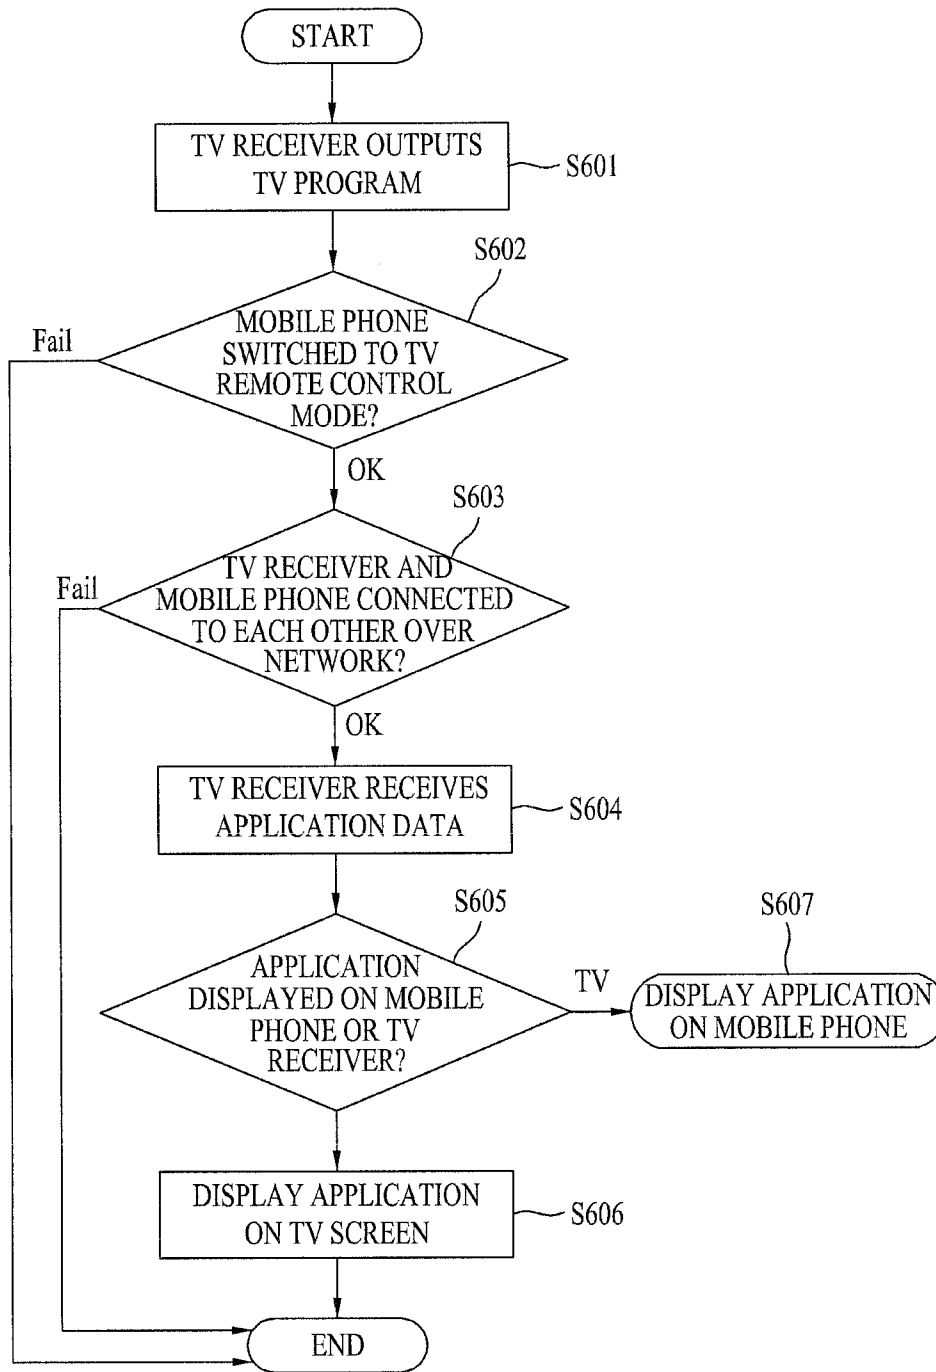 START
TV RECEIVER OUTPUTS
TV PROGRAM
S601
S602
MOBILE PHONE
SWITCHED TO TV
REMOTE CONTROL
MODE?
Fail
OK
S603
TV RECEIVER AND
MOBILE PHONE CONNECTED
TO EACH OTHER OVER
NETWORK?
Fail
OK
TV RECEIVER RECEIVES
APPLICATION DATA
S604
S605
APPLICATION
DISPLAYED ON MOBILE
PHONE OR TV
RECEIVER?
TV
S607
DISPLAY APPLICATION
ON MOBILE PHONE
DISPLAY APPLICATION
ON TV SCREEN
S606
END